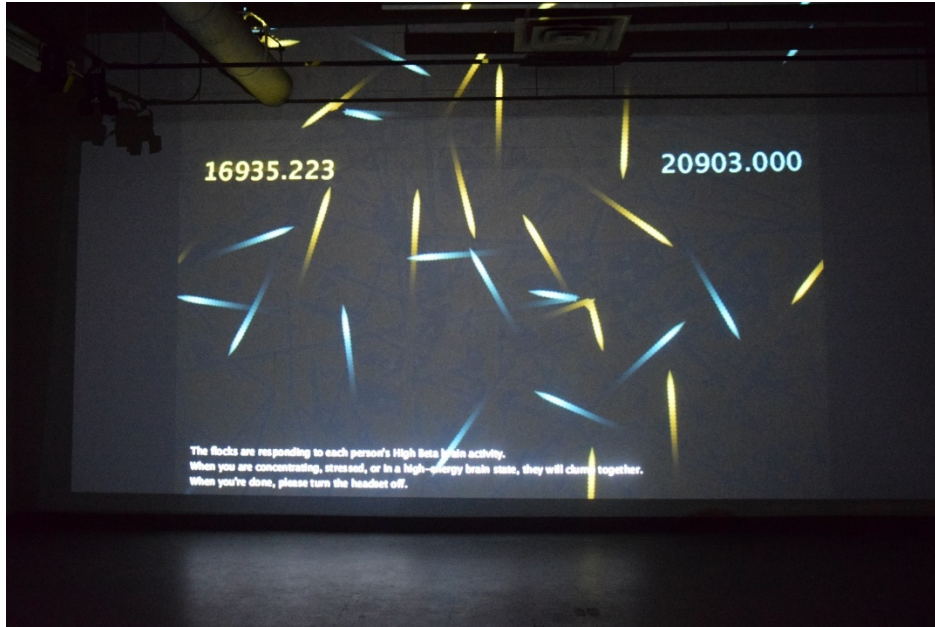 16935.223
20903.000
The flocks are responding to each person's High Beta brain activity.
When you are concentrating, stressed, or in a high-energy brain state, they will clump together.
When you're done, please turn the headset off.